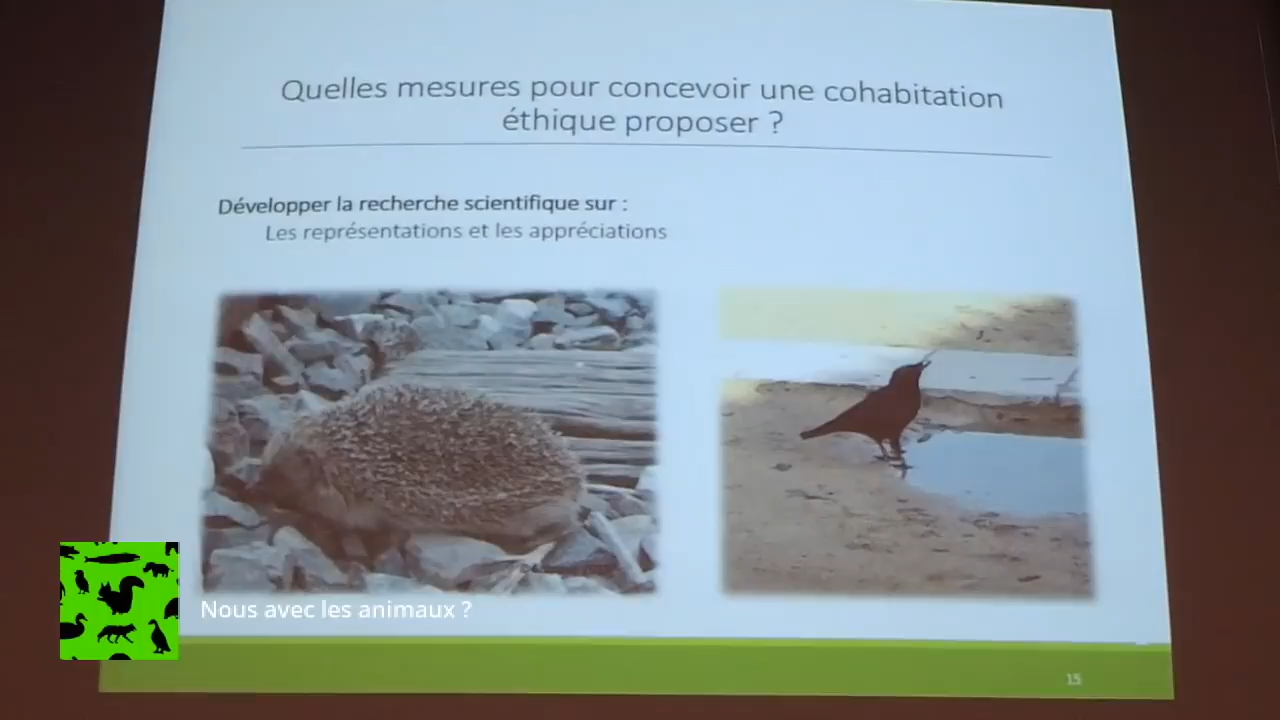 Quelles mesures pour concevoir une cohabitation
éthique proposer ?
Développer la recherche scientifique sur :
Les représentations et les appréciations
Nous avec les animaux ?
15